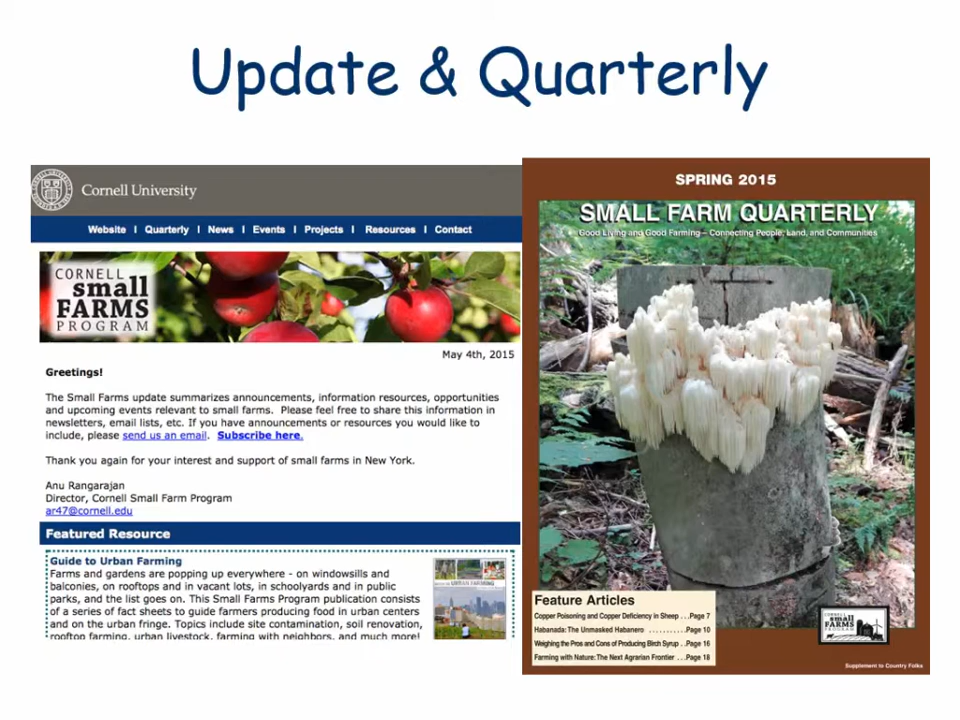 Update & Quarterly
Cornell University
Website | Quarterly | News | Events | Projects | Resources | Contact
CORNELL
small
FARMS
PROGRAM
May 4th, 2015
Greetings!
The Small Farms update summarizes announcements, information resources, opportunities
and upcoming events relevant to small farms.  Please feel free to share this information in
newsletters, email lists, etc. If you have announcements or resources you would like to
include, please send us an email.  Subscribe here.
Thank you again for your interest and support of small farms in New York.
Anu Rangarajan
Director, Cornell Small Farm Program
ar47@cornell.edu
Featured Resource
Guide to Urban Farming
Farms and gardens are popping up everywhere - on windowsills and
balconies, on rooftops and in vacant lots, in schoolyards and in public
parks, and the list goes on. This Small Farms Program publication consists
of a series of fact sheets to guide farmers producing food in urban centers
and on the urban fringe. Topics include site contamination, soil renovation,
rooftop farming, urban livestock, farming with neighbors, and much more!
URBAN FARMING
SPRING 2015
SMALL FARM QUARTERLY
Good Living and Good Farming – Connecting People, Land, and Communities
Feature Articles
Copper Poisoning and Copper Deficiency in Sheep ...Page 7
Habanada: The Unmasked Habanero ...........Page 10
Weighing the Pros and Cons of Producing Birch Syrup ..Page 16
Farming with Nature: The Next Agrarian Frontier ...Page 18
CORNELL
small
FARMS
PROGRAM
Supplement to Country Folks